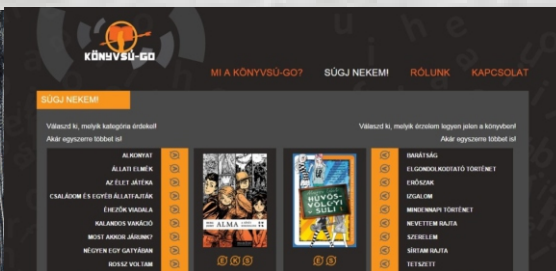 KÖNYVSÚ-GO
MI A KÖNYVSÚ-GO? SÚGJ NEKEM! RÓLUNK KAPCSOLAT
SÚGJ NEKEM!
Válaszd ki, melyik kategória érdekel!
Akár egyszerre többet is!
Válaszd ki, melyik érzelem legyen jelen a könyvben!
Akár egyszerre többet is!
ALKONYAT
ÁLLATI ELMÉK
AZ ÉLET JÁTÉKA
CSALÁDOM ÉS EGYÉB ÁLLATFAJTÁK
ÉHEZŐK VIADALA
KALANDOS VAKÁCIÓ
MOST AKKOR JÁRUNK?
NÉGYEN EGY GATYÁBAN
ROSSZ VOLTAM
ALMA
HŰVÖS-
VÖLGYI
SULI
E K S
E S
BARÁTSÁG
ELGONDOLKODTATÓ TÖRTÉNET
ERŐSZAK
IZGALOM
MINDENNAPI TÖRTÉNET
NEVETTEM RAJTA
SZERELEM
SÍRTAM RAJTA
TETSZETT